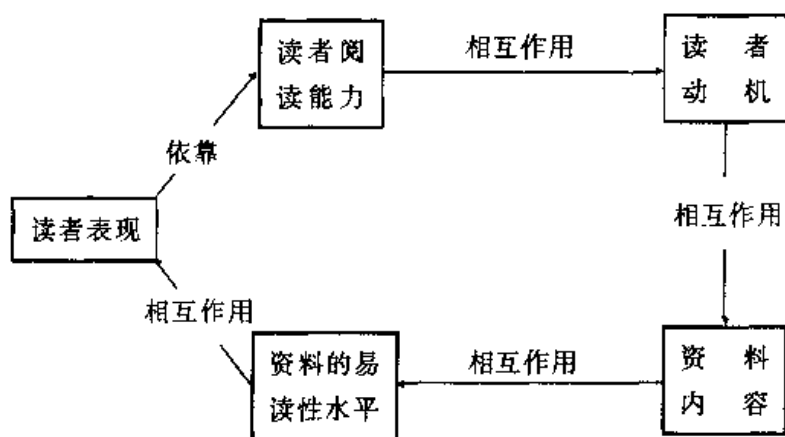 读者阅
读能力
相互作用
读者
动机
依靠
读者表现
相互作用
相互作用
资料的易
读性水平
相互作用
资料
内容